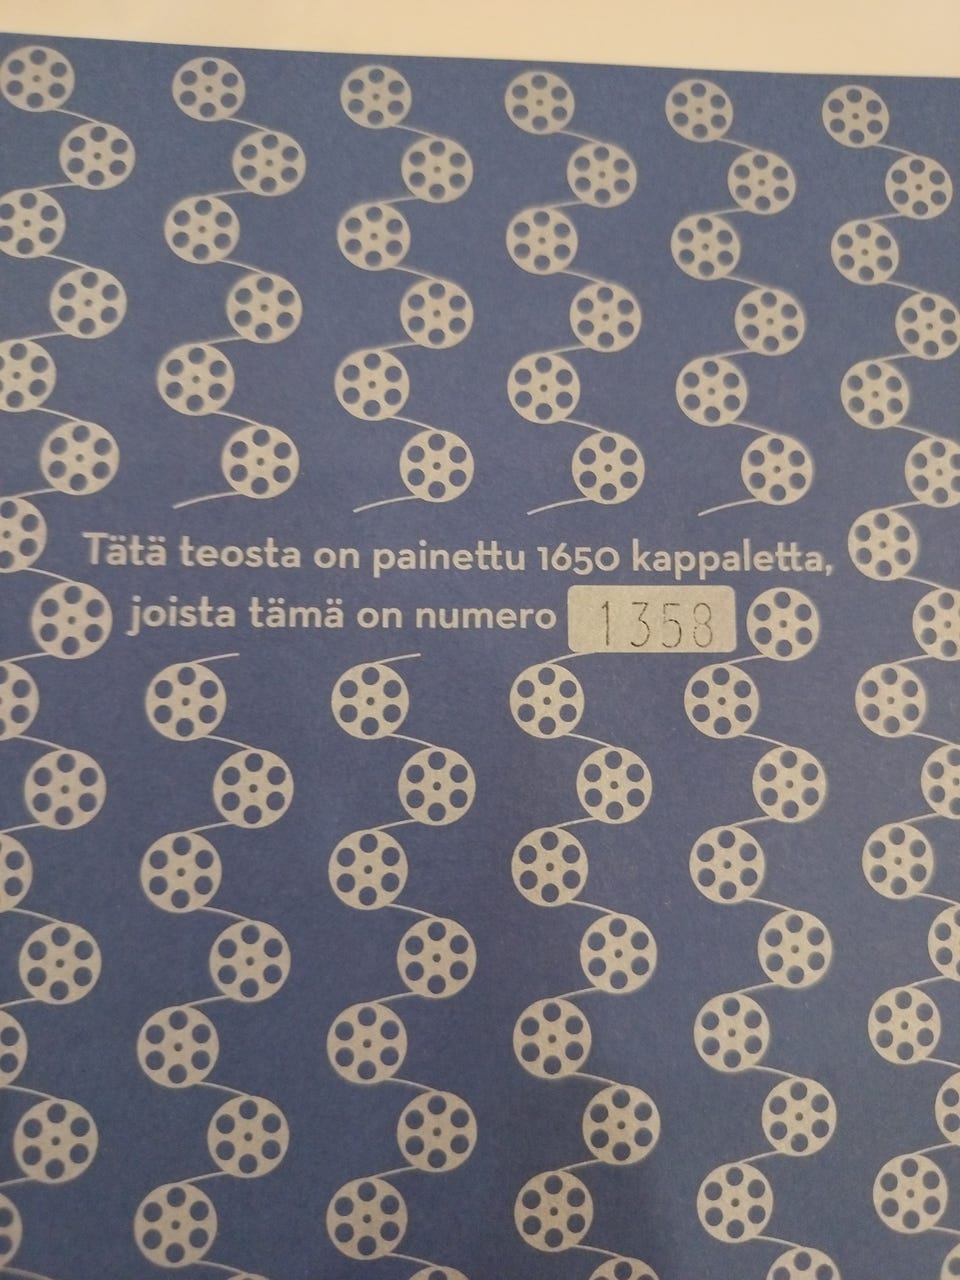 Tätä teosta on painettu 1650 kappaletta,
joista tämä on numero 1358